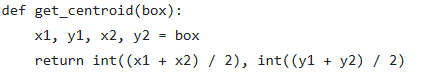 def get_centroid(box):
    x1, y1, x2, y2 = box
    return int((x1 + x2) / 2), int((y1 + y2) / 2)